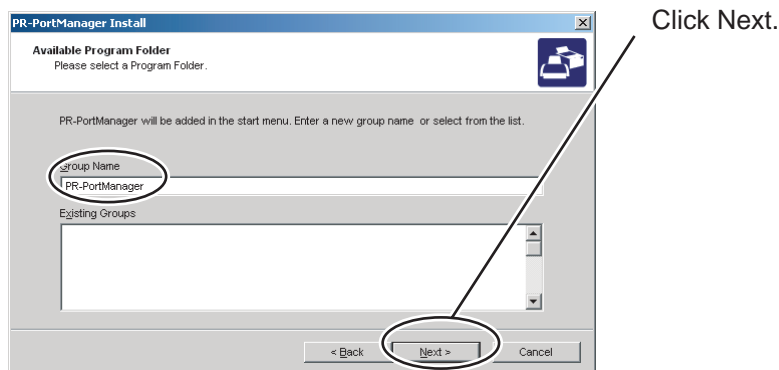 Click Next.
PR-PortManager Install
Available Program Folder
Please select a Program Folder.
PR-PortManager will be added in the start menu. Enter a new group name or select from the list.
Group Name
PR-PortManager
Existing Groups
< Back
Next >
Cancel